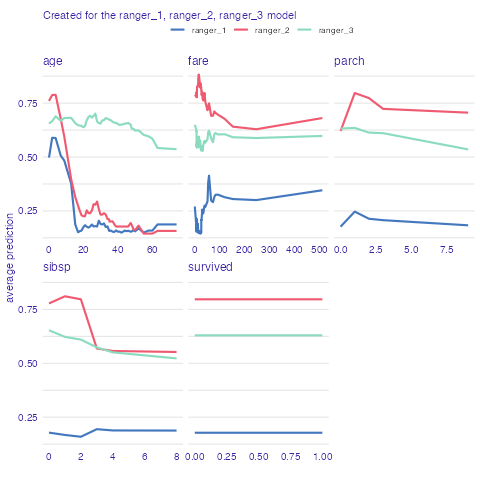 Created for the ranger_1, ranger_2, ranger_3 model
ranger_1 ranger_2 ranger_3
age fare parch
0.75
0.50
0.25
0 20 40 60 0 100 200 300 400 500 0.0 2.5 5.0 7.5
average prediction
sibsp survived
0.75
0.50
0.25
0 2 4 6 8 0.00 0.25 0.50 0.75 1.00